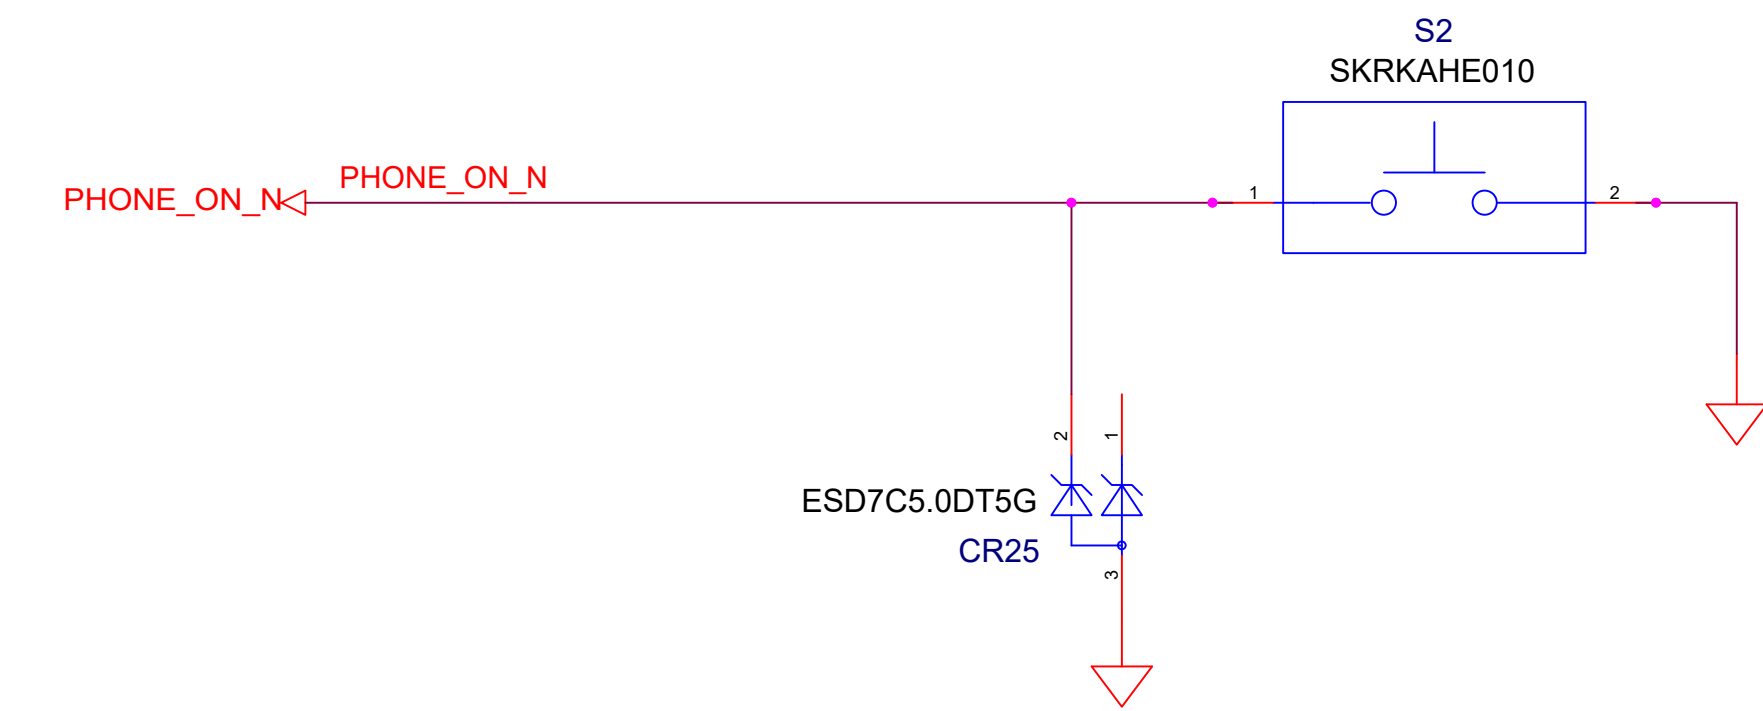 S2
SKRKAHE010
PHONE_ON_N
PHONE_ON_N
1
2
2
1
ESD7C5.0DT5G
CR25
3